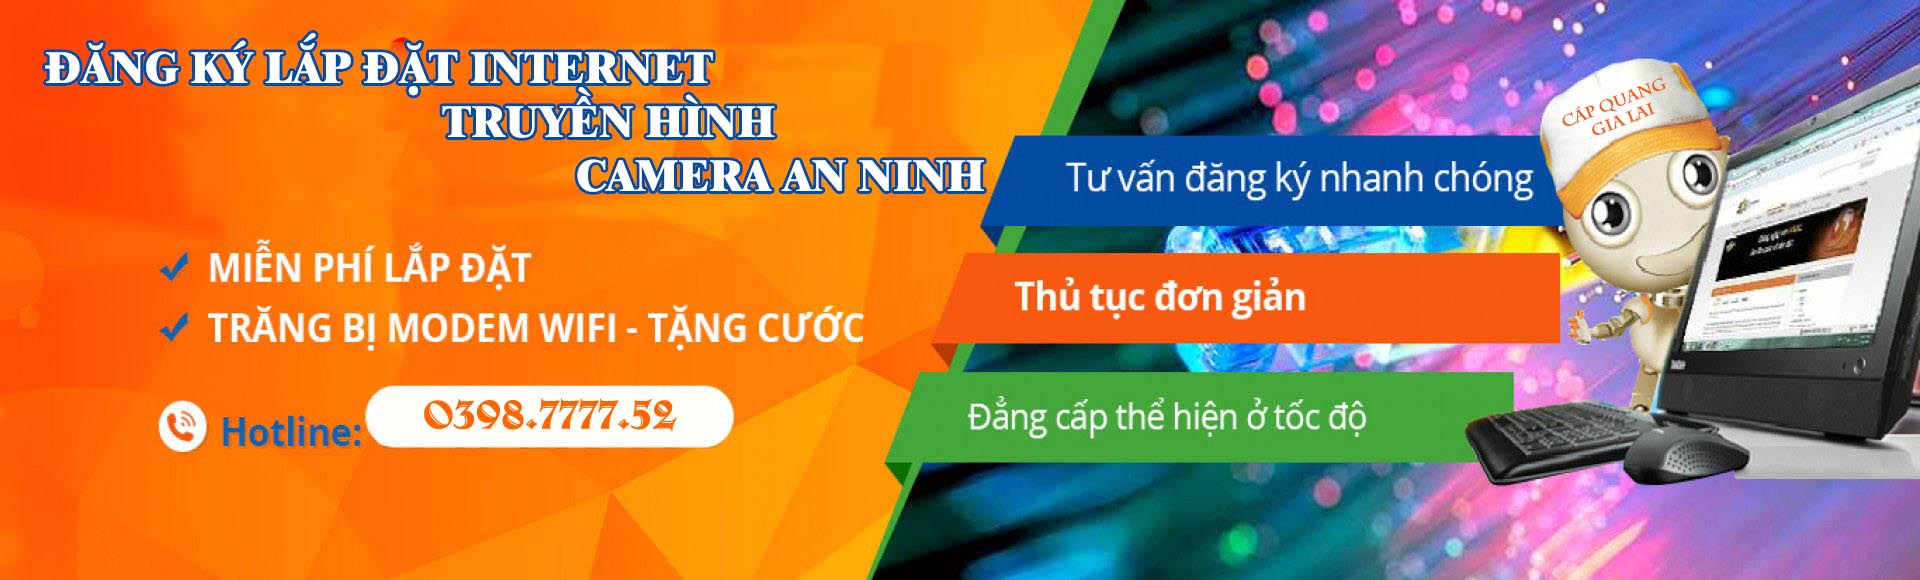 ĐĂNG KÝ LẮP ĐẶT INTERNET
TRUYỀN HÌNH
CAMERA AN NINH
MIỄN PHÍ LẮP ĐẶT
TRĂNG BỊ MODEM WIFI - TẶNG CƯỚC
Hotline: 0398.7777.52
Tư vấn đăng ký nhanh chóng
Thủ tục đơn giản
Đẳng cấp thể hiện ở tốc độ
CÁP QUANG
GIA LAI